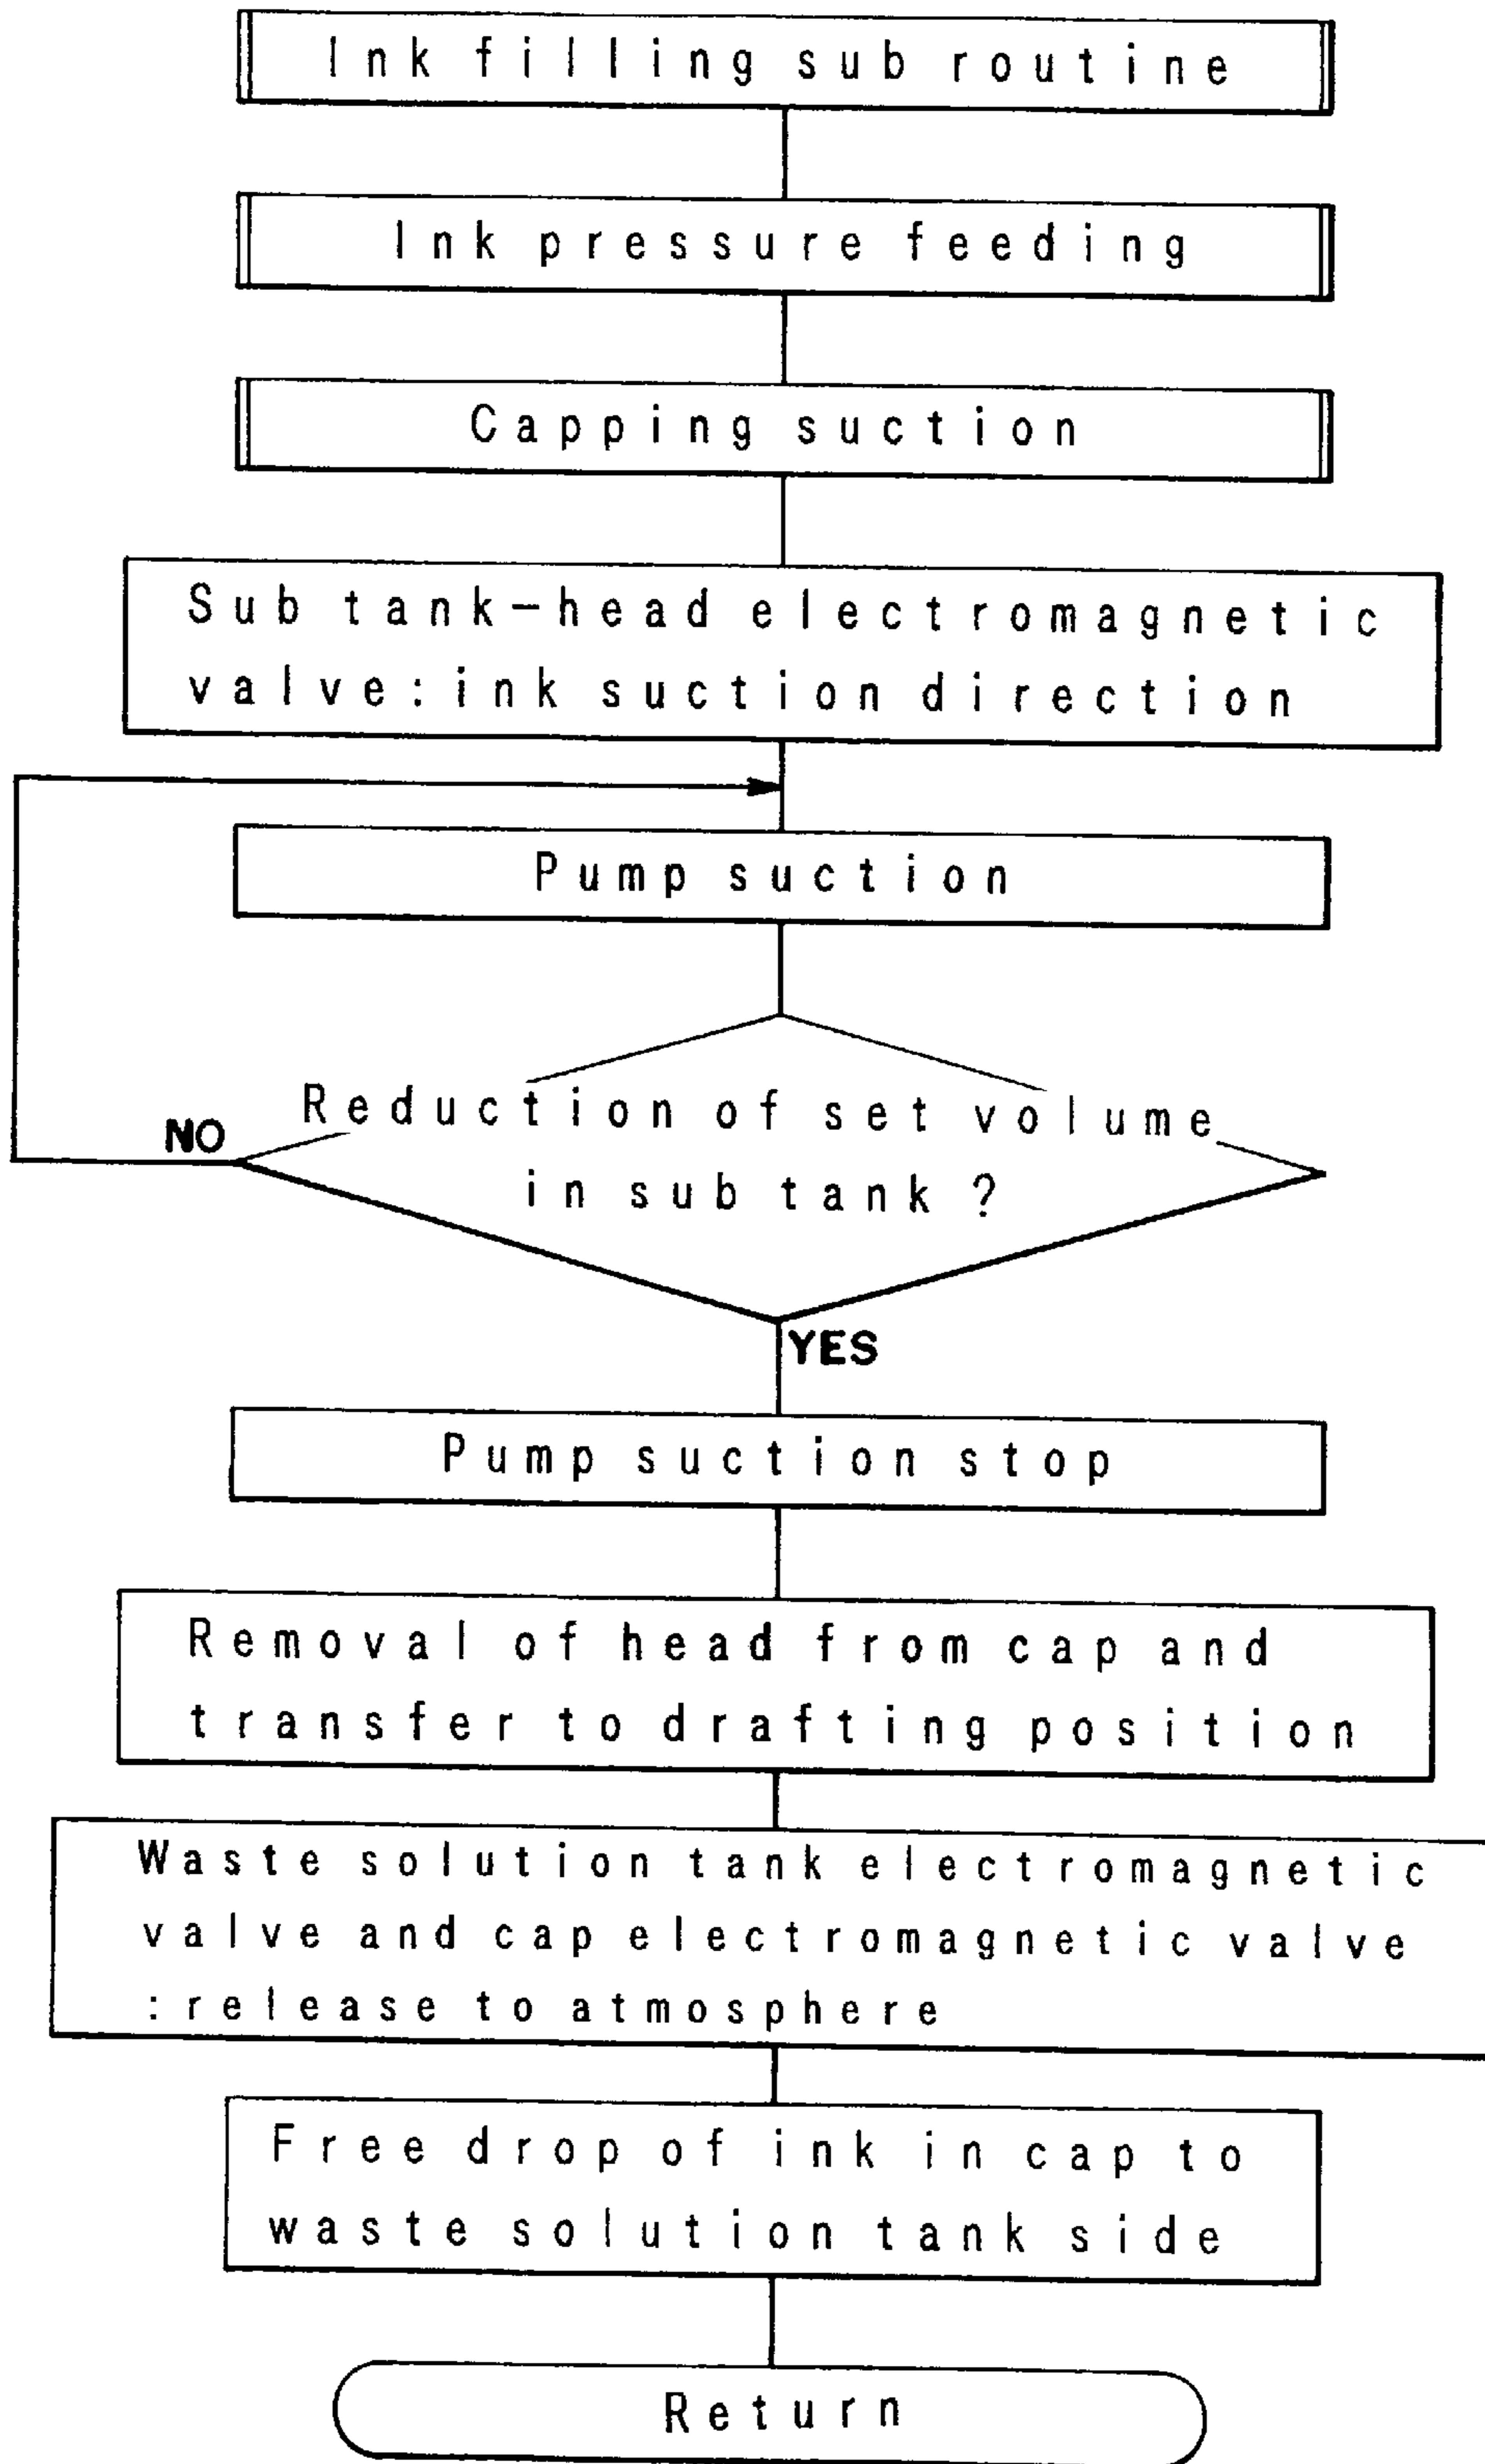 Ink filling sub routine
Ink pressure feeding
Capping suction
Sub tank-head electromagnetic
valve:ink suction direction
Pump suction
Reduction of set volume
in sub tank ?
NO
YES
Pump suction stop
Removal of head from cap and
transfer to drafting position
Waste solution tank electromagnetic
valve and cap electromagnetic valve
:release to atmosphere
Free drop of ink in cap to
waste solution tank side
Return